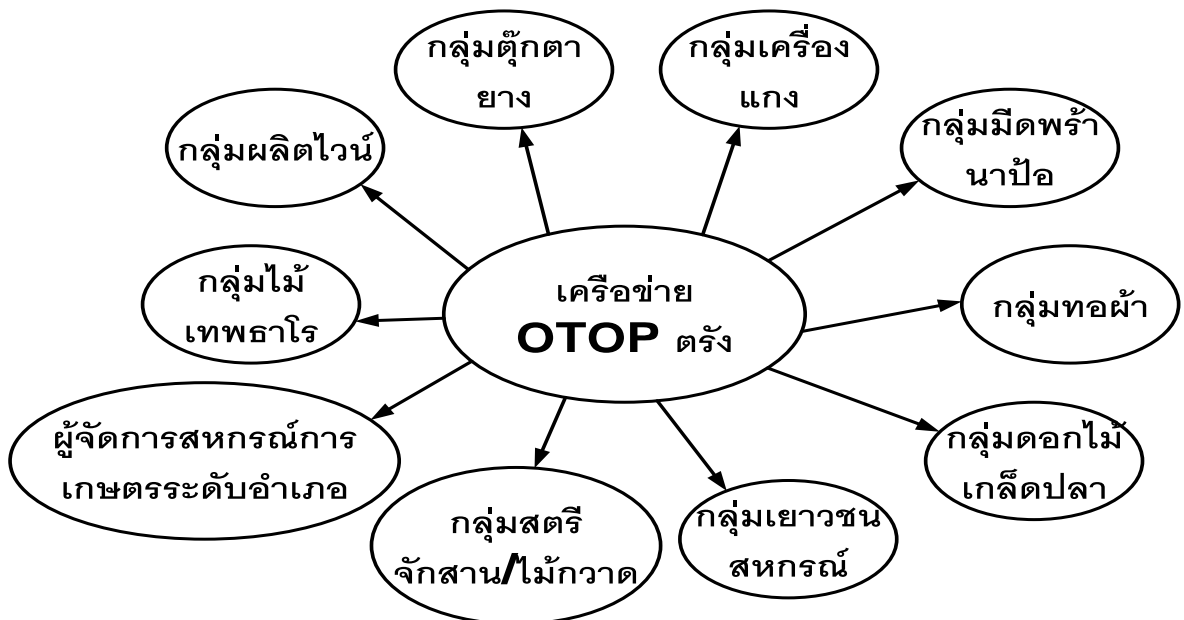 กลุ่มตุ๊กตา
ยาง
กลุ่มเครื่อง
แกง
กลุ่มผลิตไวน์
กลุ่มมีดพร้า
นาป้อ
กลุ่มไม้
เทพธาโร
เครือข่าย
OTOP ตรัง
กลุ่มทอผ้า
ผู้จัดการสหกรณ์การ
เกษตรระดับอำเภอ
กลุ่มดอกไม้
เกล็ดปลา
กลุ่มสตรี
จักสาน/ไม้กวาด
กลุ่มเยาวชน
สหกรณ์